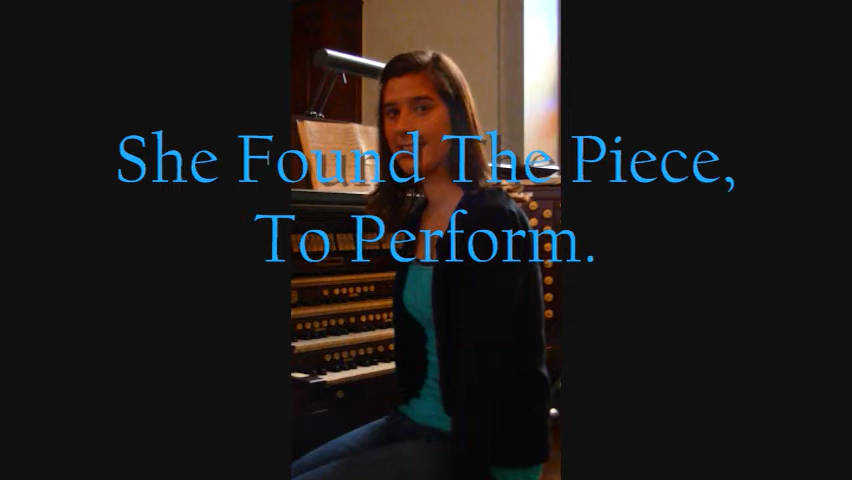 She Found The Piece,
To Perform.